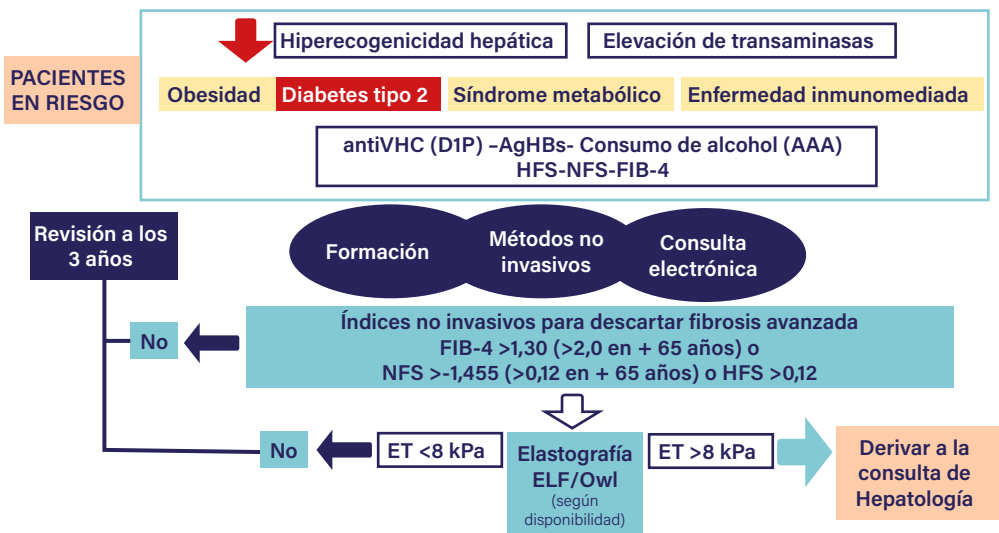 Hiperecogenicidad hepática
Elevación de transaminasas
PACIENTES
EN RIESGO
Obesidad
Diabetes tipo 2
Síndrome metabólico
Enfermedad inmunomediada
antiVHC (D1P) –AgHBs- Consumo de alcohol (AAA)
HFS-NFS-FIB-4
Revisión a los
3 años
Formación
Métodos no
invasivos
Consulta
electrónica
No
Índices no invasivos para descartar fibrosis avanzada
FIB-4 >1,30 (>2,0 en + 65 años) o
NFS >-1,455 (>0,12 en + 65 años) o HFS >0,12
No
ET <8 kPa
Elastografía
ELF/Owl
(según
disponibilidad)
ET >8 kPa
Derivar a la
consulta de
Hepatología